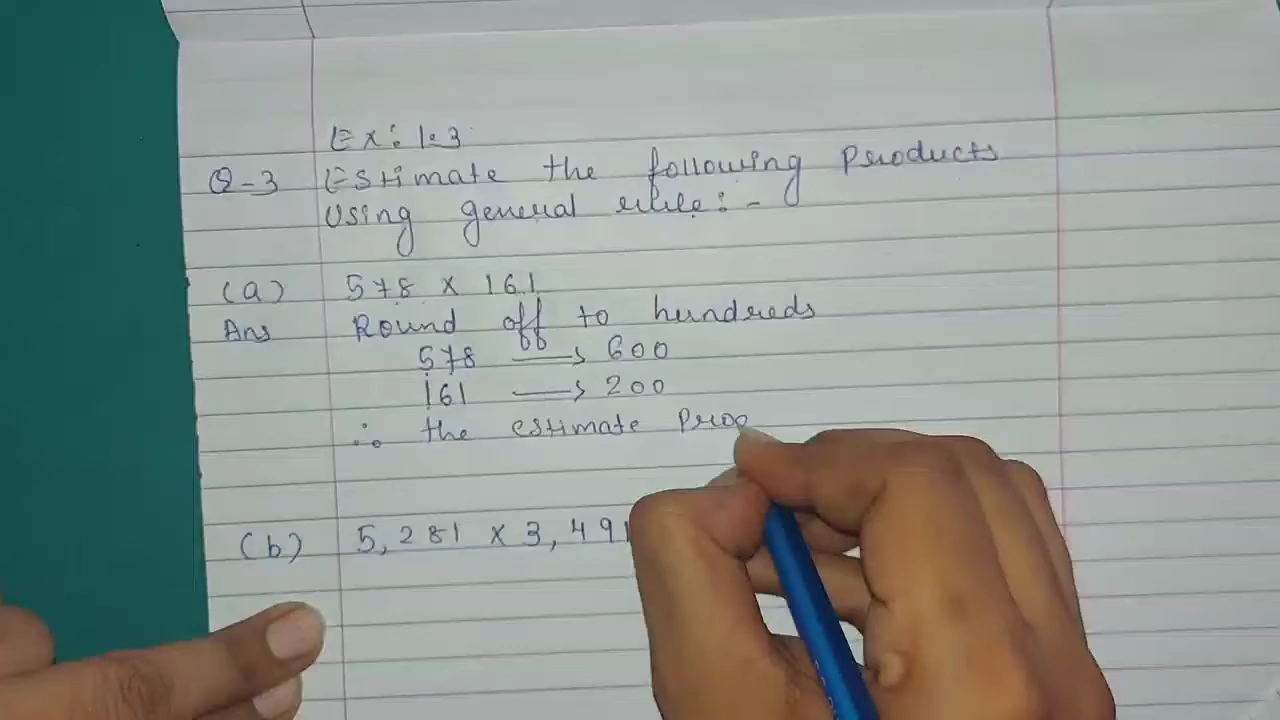 Ex: 1.3
Q-3 Estimate the following products
Using general rule:-
(a) 578 x 161
Ans Round off to hundreds
578 → 600
161 → 200
∴ the estimate
(b) 5,281 x 3,491